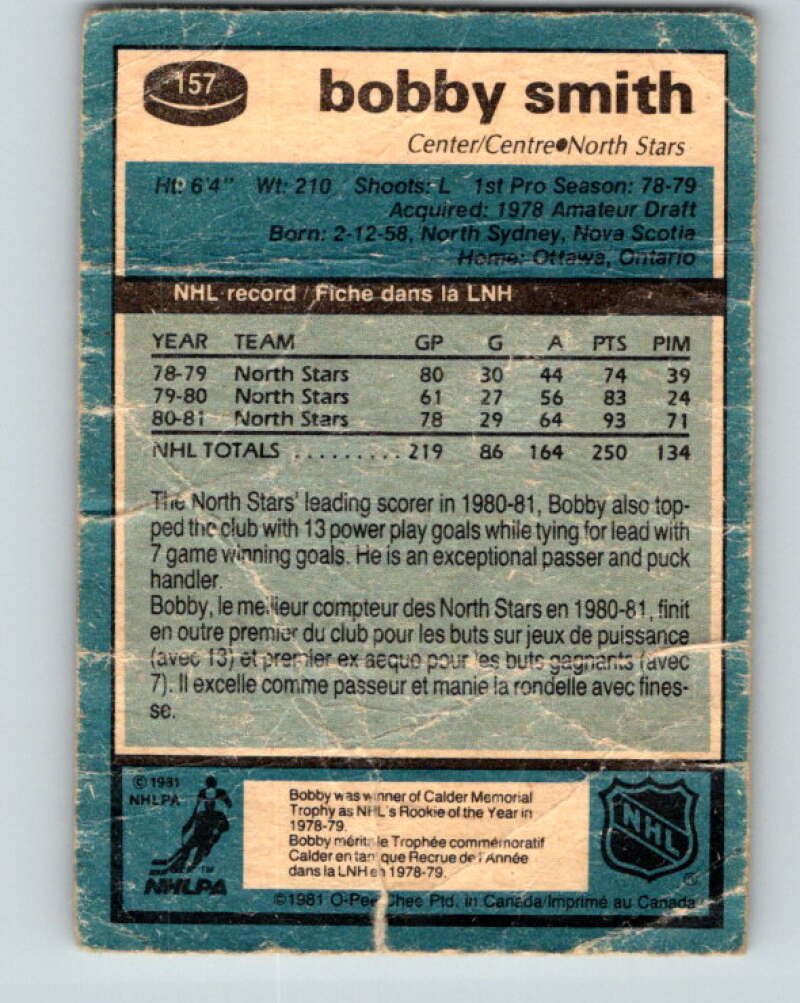 157
bobby smith
Center/Centre●North Stars
Ht: 6'4" Wt: 210 Shoots: L 1st Pro Season: 78-79
Acquired: 1978 Amateur Draft
Born: 2-12-58, North Sydney, Nova Scotia
Home: Ottawa, Ontario
NHL record / Fiche dans la LNH
YEAR TEAM GP G A PTS PIM
78-79 North Stars 80 30 44 74 39
79-80 North Stars 61 27 56 83 24
80-81 North Stars 78 29 64 93 71
NHL TOTALS ......... 219 86 164 250 134
The North Stars' leading scorer in 1980-81, Bobby also top-
ped the club with 13 power play goals while tying for lead with
7 game winning goals. He is an exceptional passer and puck
handler.
Bobby, le meilleur compteur des North Stars en 1980-81, finit
en outre premier du club pour les buts sur jeux de puissance
(avec 13) et premier ex aequo pour les buts gagnants (avec
7). Il excelle comme passeur et manie la rondelle avec fines-
se.
© 1981
NHLPA
TM
NHLPA
Bobby was winner of Calder Memorial
Trophy as NHL's Rookie of the Year in
1978-79.
Bobby mérita le Trophée commémoratif
Calder en tant que Recrue de l'Année
dans la LNH en 1978-79.
NHL
©1981 O-Pee-Chee Ptd. in Canada/Imprimé au Canada